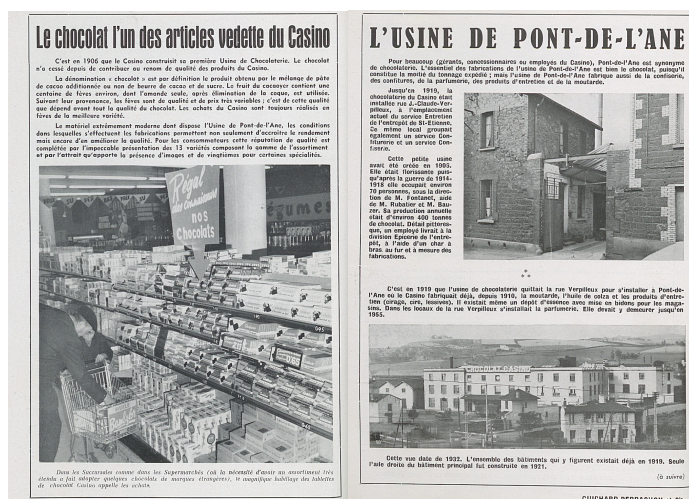 Le chocolat l'un des articles vedette du Casino
C'est en 1906 que le Casino construisit sa première Usine de Chocolaterie. Le chocolat
n'a cessé depuis de contribuer au renom de qualité des produits du Casino.
La dénomination « chocolat » est par définition le produit obtenu par le mélange de pâte
de cacao additionnée ou non de beurre de cacao et de sucre. Le fruit du cacaoyer contient une
centaine de fèves environ, dont l'amande seule, après élimination de la coque, est utilisée.
Suivant leur provenance, les fèves sont de qualité et de prix très variables ; c'est de cette qualité
que dépend avant tout la qualité du chocolat. Les achats du Casino sont toujours réalisés en
fèves de la meilleure variété.
Le matériel extrêmement moderne dont dispose l'Usine de Pont-de-l'Ane, les conditions
dans lesquelles s'effectuent les fabrications permettent non seulement d'accroître le rendement
mais encore d'en améliorer la qualité. Pour les consommateurs cette réputation de qualité est
complétée par l'impeccable présentation des 13 variétés composant la gamme de l'assortiment
et par l'attrait qu'apporte la présence d'images et de vingtièmes pour certaines spécialités.
Régal
des connaisseurs
nos
Chocolats
légumes
Dans les Succursales comme dans les Supermarchés (où la nécessité d'avoir un assortiment très
étendu a fait adopter quelques chocolats de marques étrangères), le magnifique habillage des tablettes
de chocolat Casino appelle les achats.
L'USINE DE PONT-DE-L'ANE
Pour beaucoup (gérants, concessionnaires ou employés du Casino), Pont-de-l'Ane est synonyme
de chocolaterie. L'essentiel des fabrications de l'usine de Pont-de-l'Ane est bien le chocolat, puisqu'il
constitue la moitié du tonnage expédié ; mais l'usine de Pont-de-l'Ane fabrique aussi de la confiserie,
des confitures, de la parfumerie, des produits d'entretien et de la moutarde.
Jusqu'en 1919, la
chocolaterie du Casino était
installée rue J.-Claude-Ver-
pilleux, à l'emplacement
actuel du service Entretien
de l'entrepôt de St-Etienne.
Ce même local groupait
également un service Con-
fiturerie et un service Con-
fiserie.
Cette petite usine
avait été créée en 1905.
Elle était florissante puis-
qu'après la guerre de 1914-
1918 elle occupait environ
70 personnes, sous la direc-
tion de M. Fontanet, aidé
de M. Rubatier et M. Bau-
zer. Sa production annuelle
était d'environ 400 tonnes
de chocolat. Détail pittores-
que, un employé livrait à la
division Epicerie de l'entre-
pôt, à l'aide d'un char à
bras au fur et à mesure des
fabrications.
C'est en 1919 que l'usine de chocolaterie quittait la rue Verpilleux pour s'installer à Pont-de-
l'Ane où le Casino fabriquait déjà, depuis 1910, la moutarde, l'huile de colza et les produits d'entre-
tien (cirage, cire, lessives). Il existait même un dépôt d'essence avec mise en bidons pour les maga-
sins. Dans les locaux de la rue Verpilleux s'installait la parfumerie. Elle devait y demeurer jusqu'en
1955.
CHOCOLAT CASINO
Cette vue date de 1932. L'ensemble des bâtiments qui y figurent existait déjà en 1919. Seule
l'aile droite du bâtiment principal fut construite en 1921.
(à suivre)